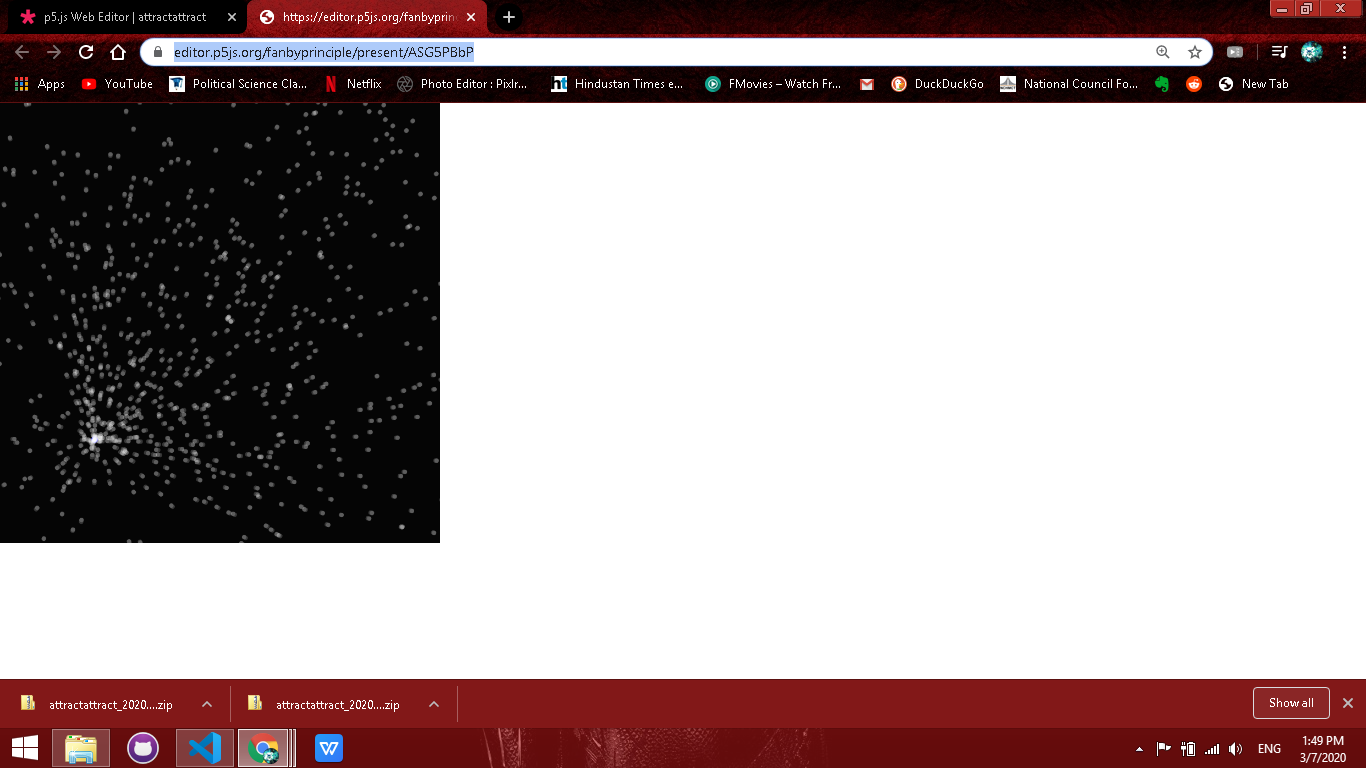 p5.js Web Editor | attractattract
https://editor.p5js.org/fanbyprin
editor.p5js.org/fanbyprinciple/present/ASG5PBbP
Apps YouTube Political Science Cla... Netflix Photo Editor : Pixlr... Hindustan Times e... FMovies – Watch Fr... DuckDuckGo National Council Fo... New Tab
attractattract_2020....zip attractattract_2020....zip Show all
ENG 1:49 PM
3/7/2020